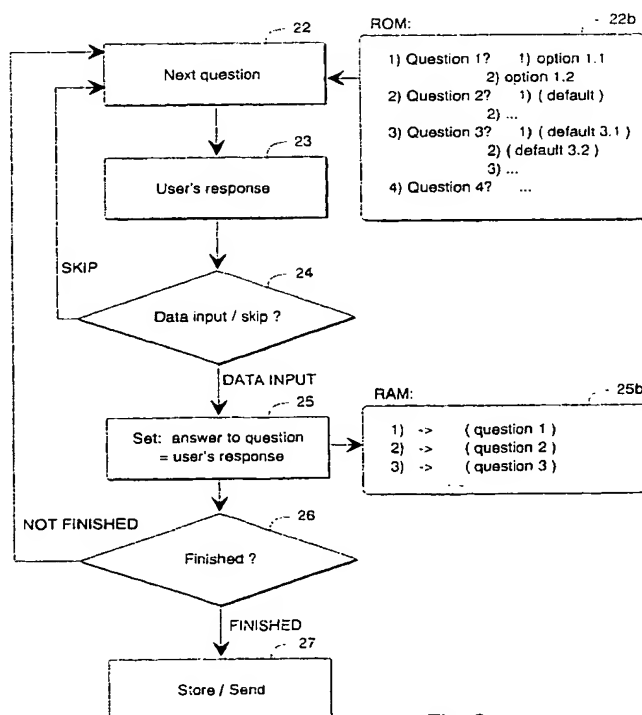 22
Next question
ROM:
22b
1) Question 1? 1) option 1.1
2) option 1.2
2) Question 2? 1) ( default )
2) ...
3) Question 3? 1) ( default 3.1 )
2) ( default 3.2 )
3) ...
4) Question 4? ...
23
User's response
SKIP
24
Data input / skip ?
DATA INPUT
25
Set: answer to question
= user's response
RAM:
25b
1) -> ( question 1 )
2) -> ( question 2 )
3) -> ( question 3 )
. .
NOT FINISHED
26
Finished ?
FINISHED
27
Store / Send